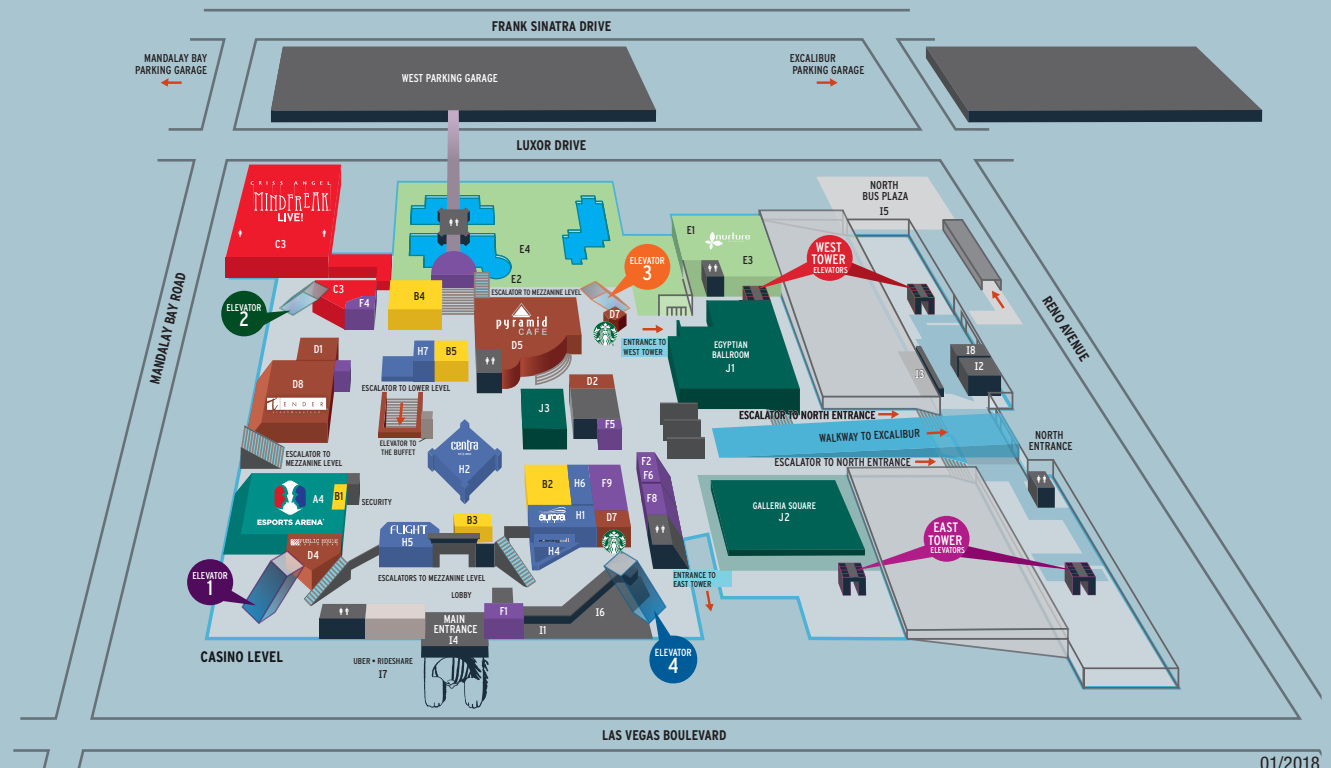 FRANK SINATRA DRIVE
MANDALAY BAY
PARKING GARAGE
WEST PARKING GARAGE
EXCALIBUR
PARKING GARAGE
LUXOR DRIVE
CRISS ANGEL
MINDFREAK
LIVE!
C3
NORTH
BUS PLAZA
I5
E1
nurture
E3
E4
E2
WEST
TOWER
ELEVATORS
ELEVATOR
3
ELEVATOR
2
C3
F4
B4
ESCALATOR TO MEZZANINE LEVEL
pyramid
CAFE
D5
D7
ENTRANCE TO
WEST TOWER
EGYPTIAN
BALLROOM
J1
MANDALAY BAY ROAD
RENO AVENUE
D1
D8
TENDER
H7
B5
ESCALATOR TO LOWER LEVEL
D2
J3
F5
I8
I2
I3
ESCALATOR TO NORTH ENTRANCE
WALKWAY TO EXCALIBUR
ESCALATOR TO NORTH ENTRANCE
NORTH
ENTRANCE
ELEVATOR TO
THE BUFFET
ESCALATOR TO
MEZZANINE LEVEL
centra
H2
F2
F6
F8
A4
B1
SECURITY
ESPORTS ARENA
B2
H6
F9
aurora
H1
D7
H4
GALLERIA SQUARE
J2
PUBLIC HOUSE
D4
FLIGHT
H5
B3
ESCALATORS TO MEZZANINE LEVEL
EAST
TOWER
ELEVATORS
ELEVATOR
1
ENTRANCE TO
EAST TOWER
LOBBY
F1
MAIN
ENTRANCE
I4
I1
I6
CASINO LEVEL
UBER • RIDESHARE
I7
ELEVATOR
4
LAS VEGAS BOULEVARD
01/2018